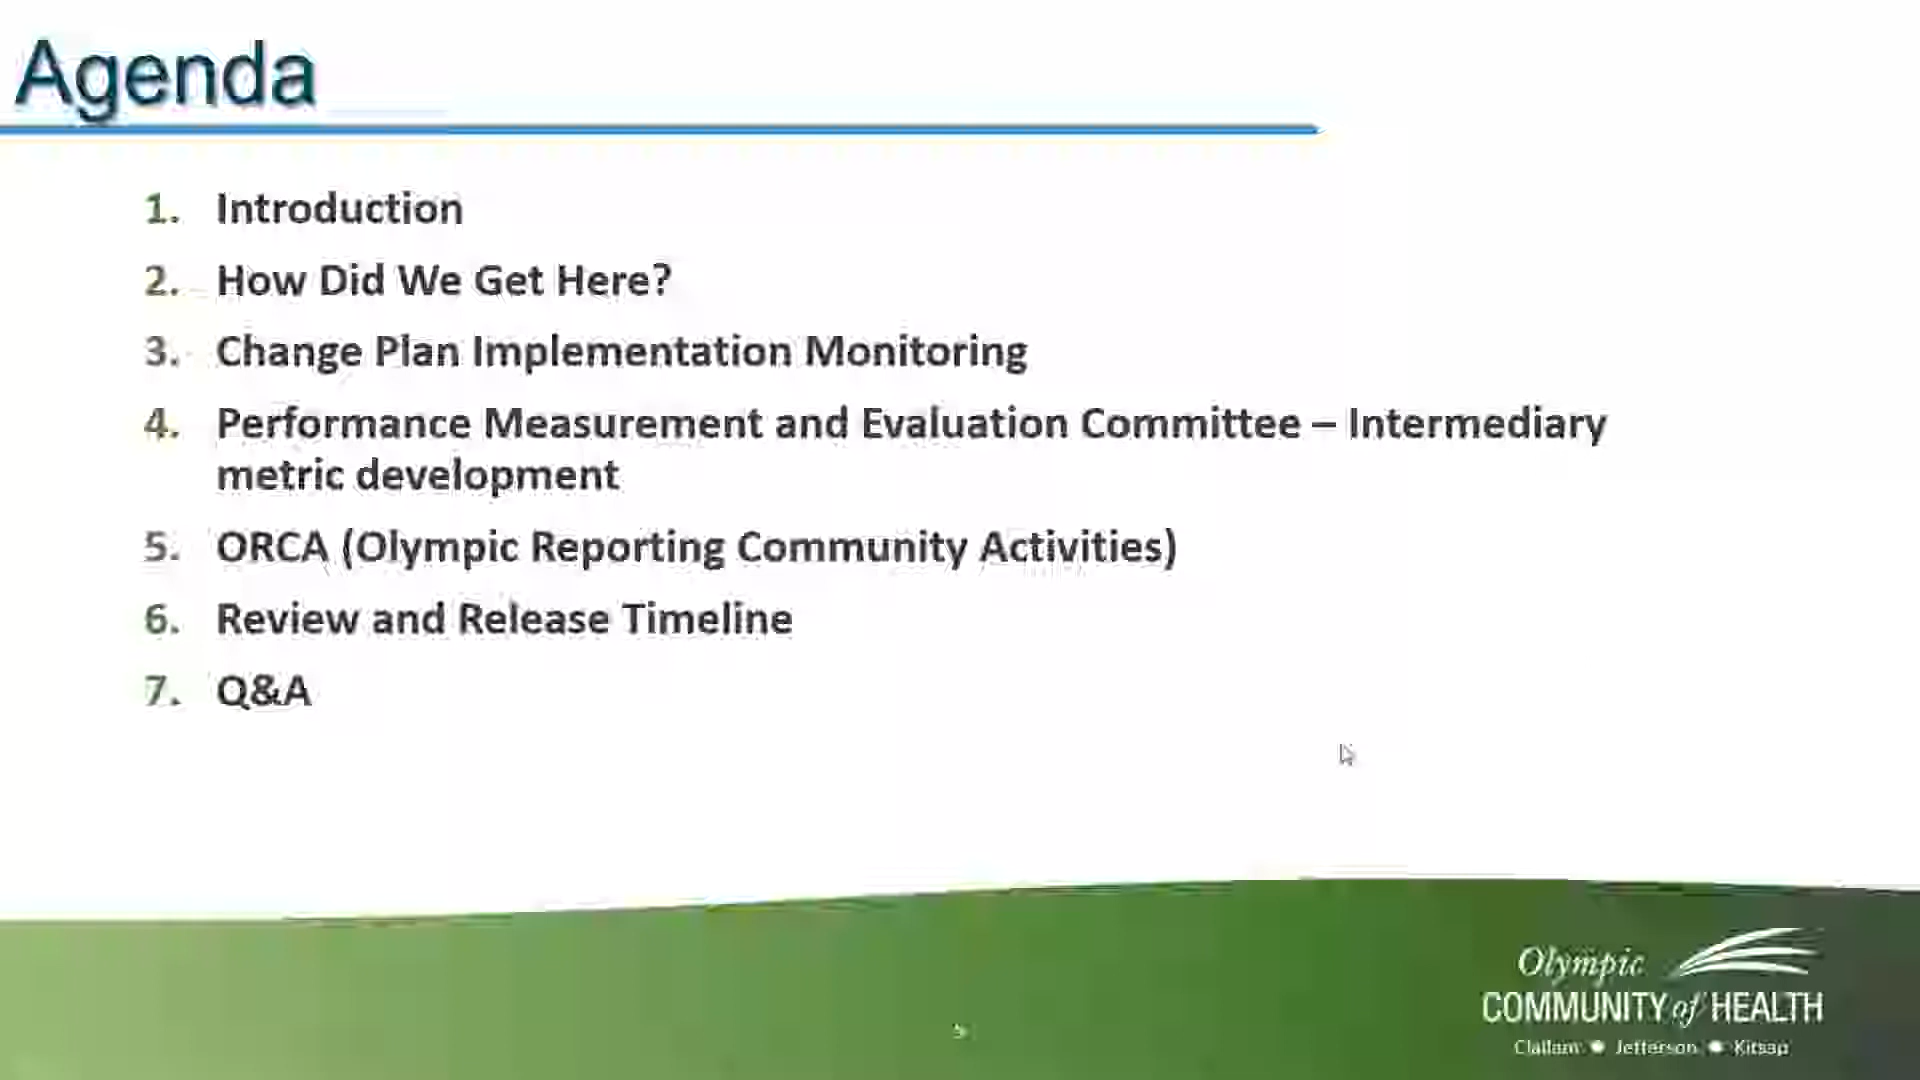 Agenda
1. Introduction
2. How Did We Get Here?
3. Change Plan Implementation Monitoring
4. Performance Measurement and Evaluation Committee – Intermediary
metric development
5. ORCA (Olympic Reporting Community Activities)
6. Review and Release Timeline
7. Q&A
Olympic
COMMUNITY of HEALTH
Clallam • Jefferson • Kitsap